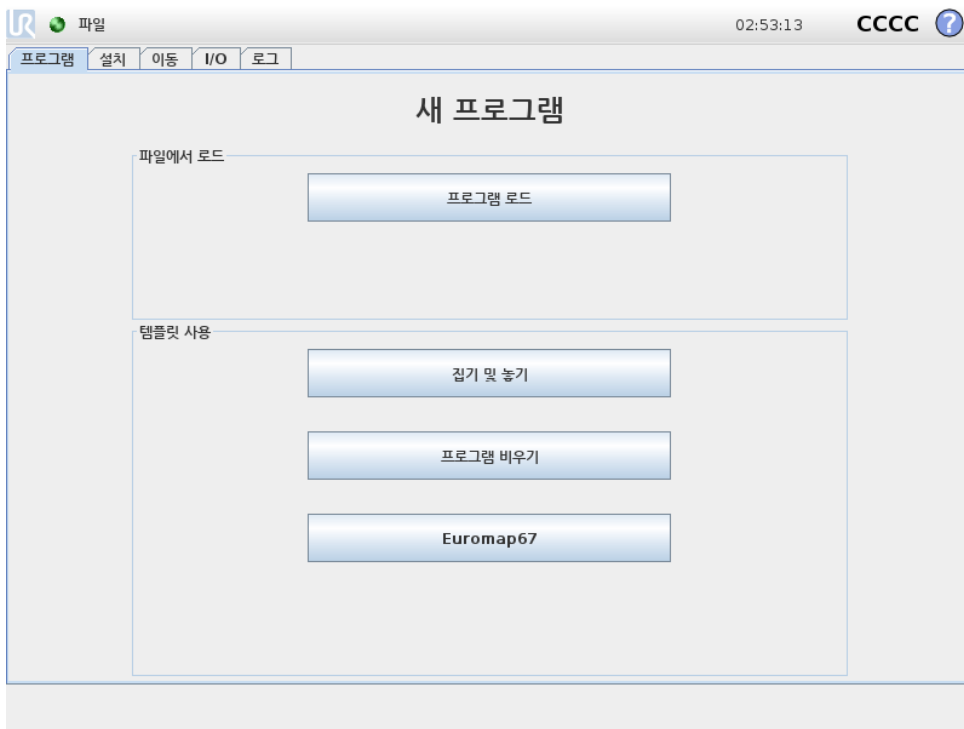 UR 파일 02:53:13 CCCC ?
프로그램 설치 이동 I/O 로그
새 프로그램
파일에서 로드
프로그램 로드
템플릿 사용
집기 및 놓기
프로그램 비우기
Euromap67